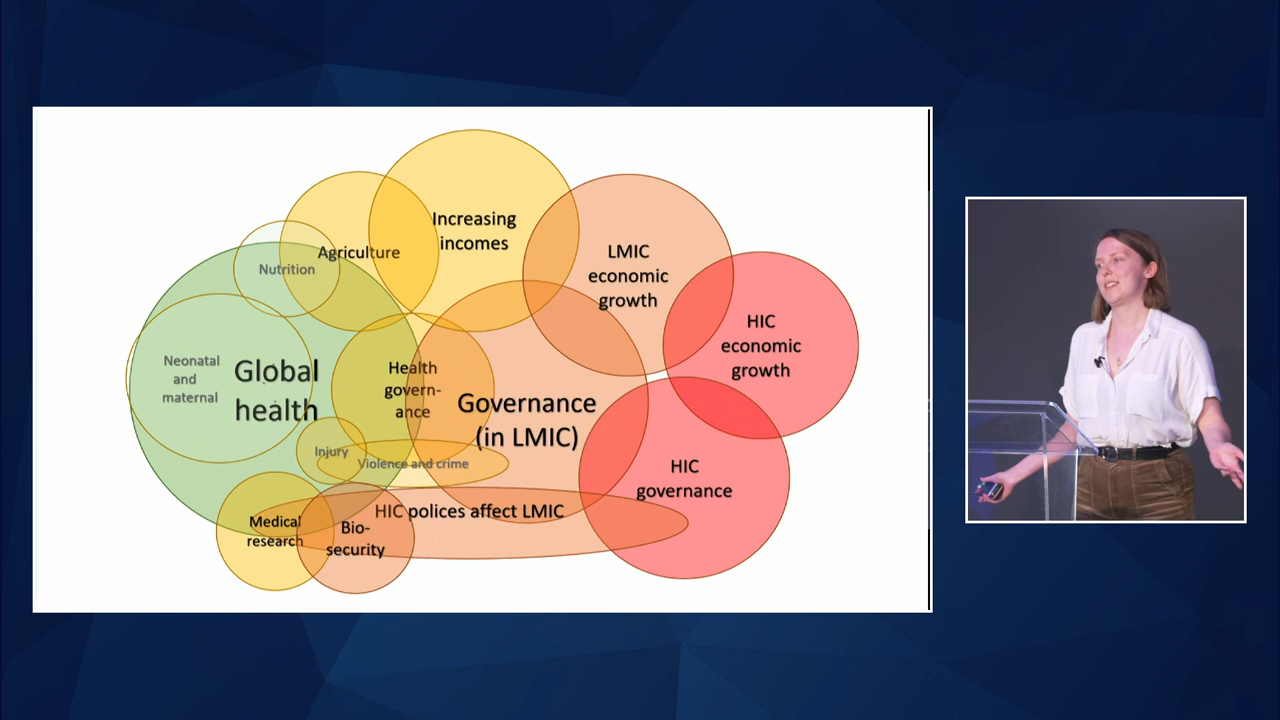 Increasing
incomes
Agriculture
Nutrition
LMIC
economic
growth
HIC
economic
growth
Neonatal
and
maternal
Global
health
Health
govern-
ance
Governance
(in LMIC)
Injury
Violence and crime
HIC
governance
HIC polices affect LMIC
Medical
research
Bio-
security